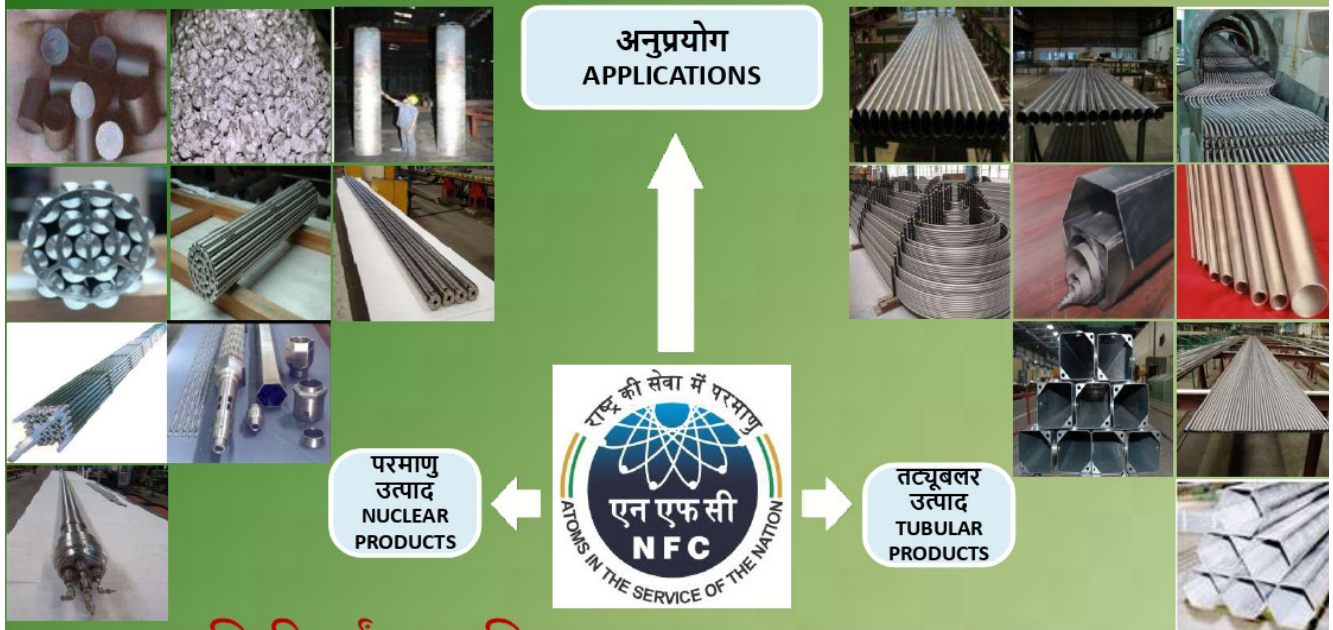 अनुप्रयोग
APPLICATIONS
राष्ट्र की सेवा में परमाणु
एन एफ सी
NFC
ATOMS IN THE SERVICE OF THE NATION
परमाणु
उत्पाद
NUCLEAR
PRODUCTS
तट्यूबलर
उत्पाद
TUBULAR
PRODUCTS